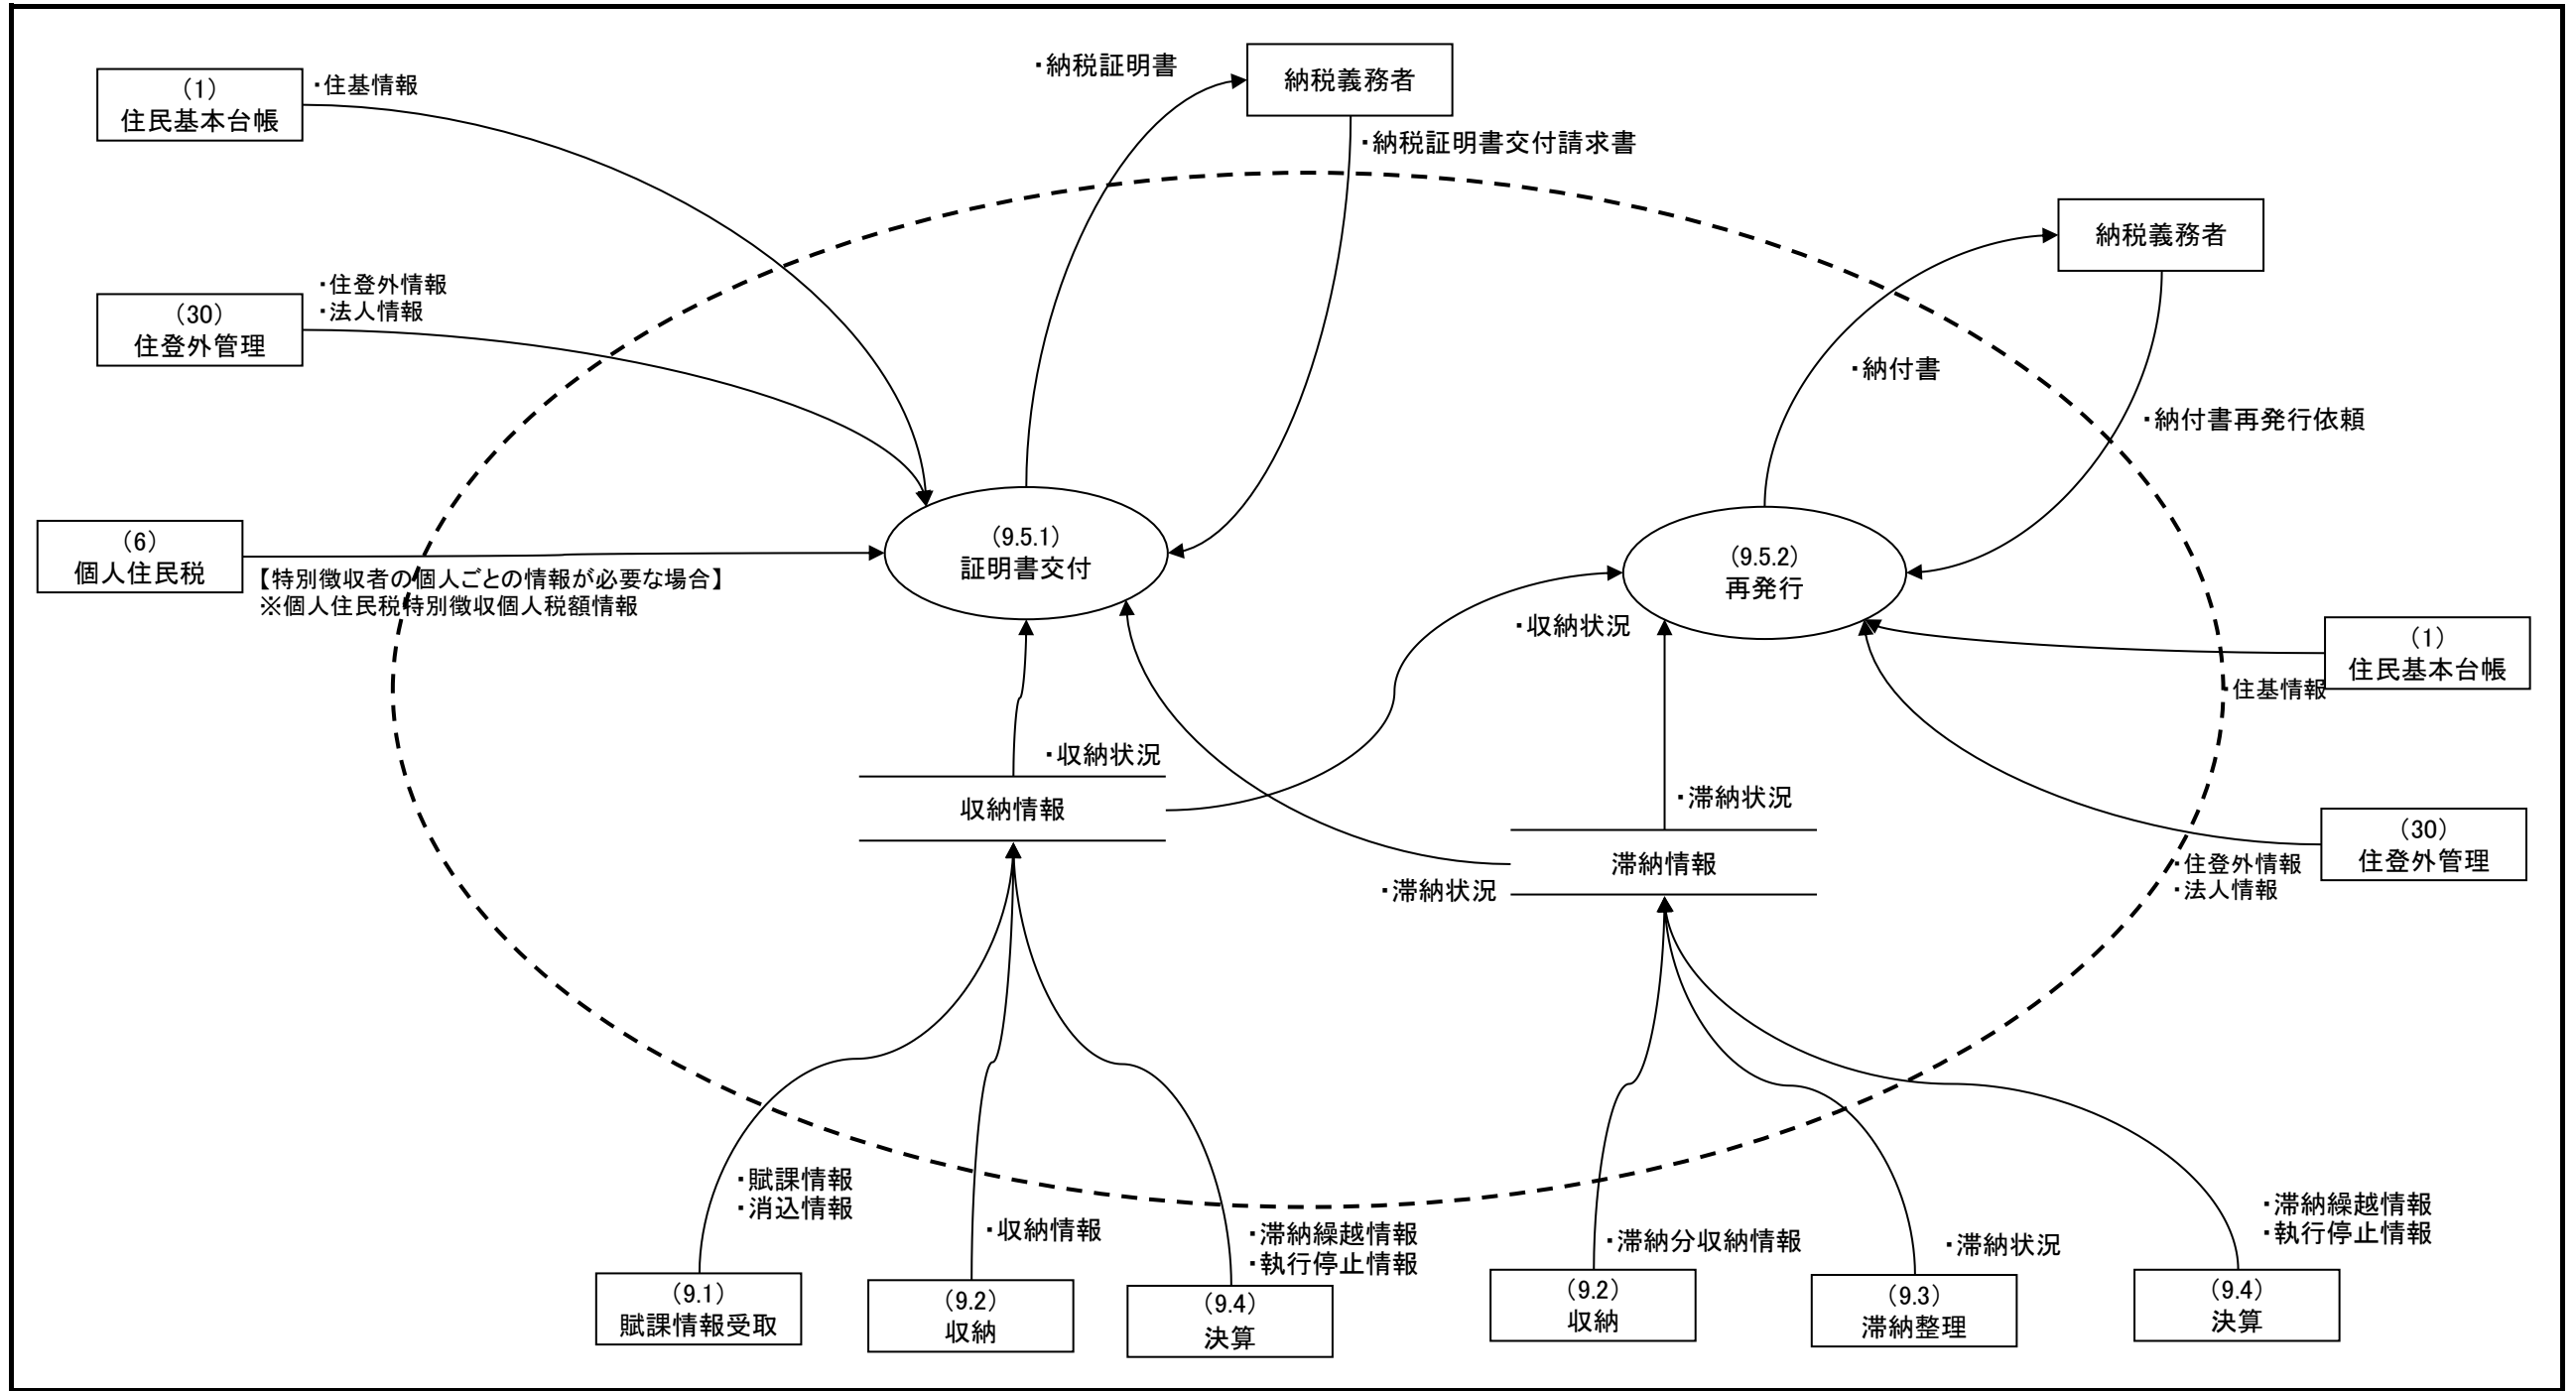 ・納税証明書
納税義務者
(1)
住民基本台帳
・住基情報
・納税証明書交付請求書
納税義務者
(30)
住登外管理
・住登外情報
・法人情報
・納付書
・納付書再発行依頼
(6)
個人住民税
【特別徴収者の個人ごとの情報が必要な場合】
※個人住民税特別徴収個人税額情報
(9.5.1)
証明書交付
(9.5.2)
再発行
・収納状況
(1)
住民基本台帳
・住基情報
・収納状況
収納情報
・滞納状況
滞納情報
・滞納状況
(30)
住登外管理
・住登外情報
・法人情報
・賦課情報
・消込情報
・収納情報
・滞納繰越情報
・執行停止情報
・滞納分収納情報
・滞納状況
・滞納繰越情報
・執行停止情報
(9.1)
賦課情報受取
(9.2)
収納
(9.4)
決算
(9.2)
収納
(9.3)
滞納整理
(9.4)
決算